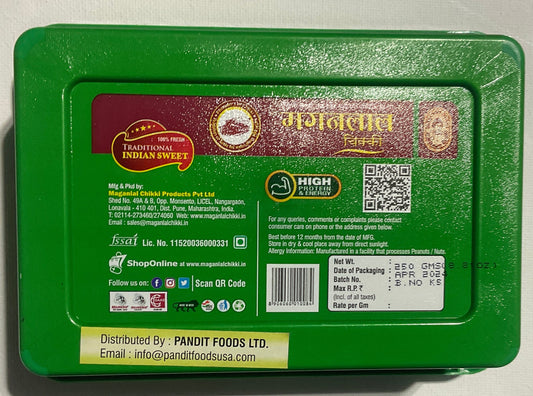 100% FRESH
TRADITIONAL
INDIAN SWEET
मगनलाल
चिक्की
Mfg & Pkd by:
Maganlal Chikki Products Pvt Ltd
Shed No. 49A & B, Opp. Monsento, LICEL, Nangargaon,
Lonavala - 410 401, Dist. Pune, Maharashtra, India.
T: 02114-273460/274060 Web: www.maganlalchikki.in
E: sales@maganlalchikki.in
fssai Lic. No. 11520036000331
ShopOnline at www.maganlalchikki.in
Follow us on Scan QR Code
HIGH
PROTEIN
& ENERGY
For any queries, comments or complaints please contact
consumer care on phone or the address given below.
Best before 12 months from the date of MFG.
Store in dry & cool place away from direct sunlight.
Allergy Information: Manufactured in a facility that processes Peanuts / Nuts.
Net Wt. : 250 GMS
Date of Packaging : APR 2024
Max R.P. ₹ : B.NO K5
(Incl. of all taxes)
Rate per Gm :
Distributed By : PANDIT FOODS LTD.
Email : info@panditfoodsusa.com